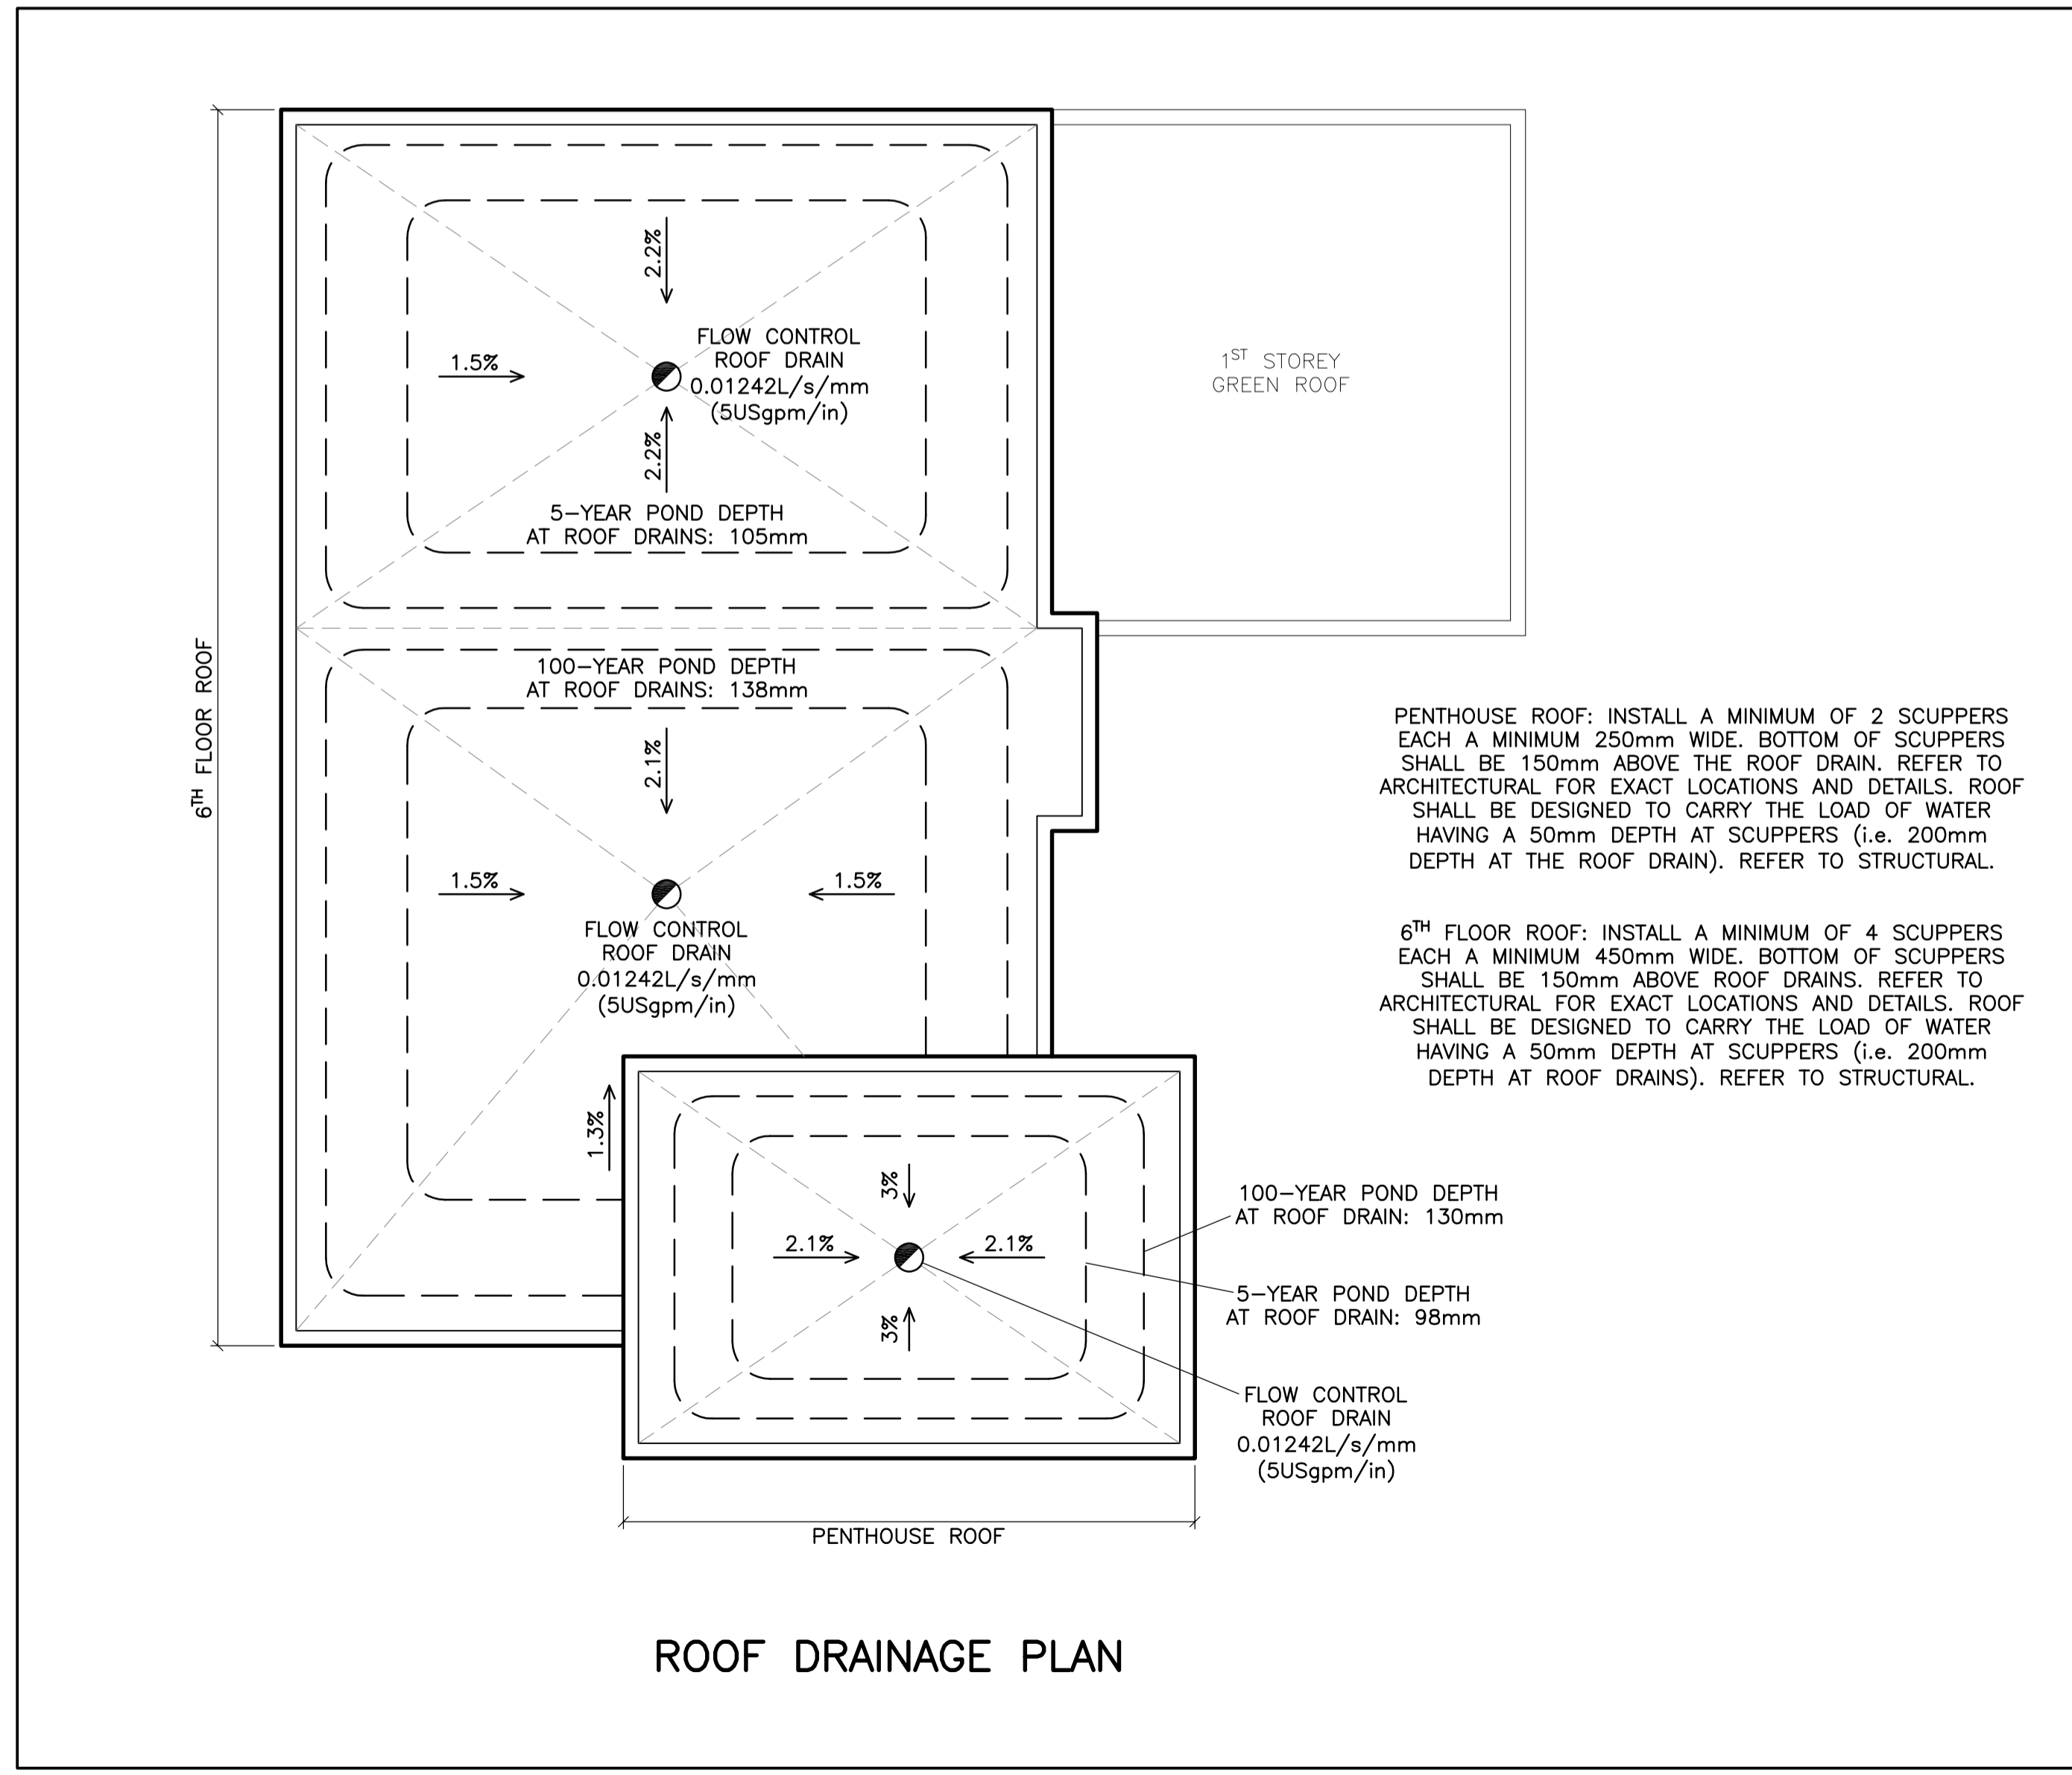 2.2%
FLOW CONTROL
ROOF DRAIN
0.01242L/s/mm
(5USgpm/in)
1.5%
2.2%
5-YEAR POND DEPTH
AT ROOF DRAINS: 105mm
1ST STOREY
GREEN ROOF
6TH FLOOR ROOF
100-YEAR POND DEPTH
AT ROOF DRAINS: 138mm
2.1%
1.5%
1.5%
FLOW CONTROL
ROOF DRAIN
0.01242L/s/mm
(5USgpm/in)
1.3%
PENTHOUSE ROOF: INSTALL A MINIMUM OF 2 SCUPPERS
EACH A MINIMUM 250mm WIDE. BOTTOM OF SCUPPERS
SHALL BE 150mm ABOVE THE ROOF DRAIN. REFER TO
ARCHITECTURAL FOR EXACT LOCATIONS AND DETAILS. ROOF
SHALL BE DESIGNED TO CARRY THE LOAD OF WATER
HAVING A 50mm DEPTH AT SCUPPERS (i.e. 200mm
DEPTH AT THE ROOF DRAIN). REFER TO STRUCTURAL.
6TH FLOOR ROOF: INSTALL A MINIMUM OF 4 SCUPPERS
EACH A MINIMUM 450mm WIDE. BOTTOM OF SCUPPERS
SHALL BE 150mm ABOVE ROOF DRAINS. REFER TO
ARCHITECTURAL FOR EXACT LOCATIONS AND DETAILS. ROOF
SHALL BE DESIGNED TO CARRY THE LOAD OF WATER
HAVING A 50mm DEPTH AT SCUPPERS (i.e. 200mm
DEPTH AT ROOF DRAINS). REFER TO STRUCTURAL.
3%
2.1%
2.1%
3%
100-YEAR POND DEPTH
AT ROOF DRAIN: 130mm
5-YEAR POND DEPTH
AT ROOF DRAIN: 98mm
FLOW CONTROL
ROOF DRAIN
0.01242L/s/mm
(5USgpm/in)
PENTHOUSE ROOF
ROOF DRAINAGE PLAN